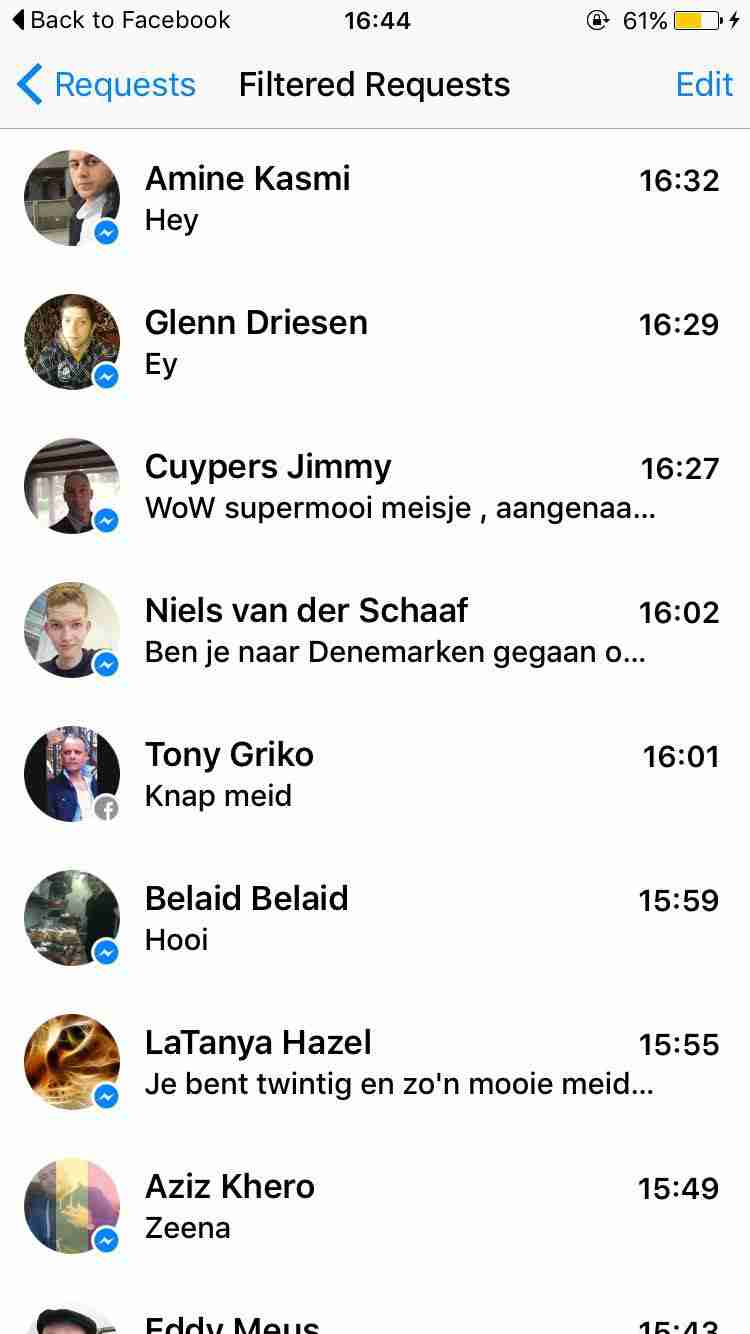 Back to Facebook 16:44 61%
Requests Filtered Requests Edit
Amine Kasmi 16:32
Hey
Glenn Driesen 16:29
Ey
Cuypers Jimmy 16:27
WoW supermooi meisje , aangenaa...
Niels van der Schaaf 16:02
Ben je naar Denemarken gegaan o...
Tony Griko 16:01
Knap meid
Belaid Belaid 15:59
Hooi
LaTanya Hazel 15:55
Je bent twintig en zo'n mooie meid...
Aziz Khero 15:49
Zeena
Eddy Meus 15:43